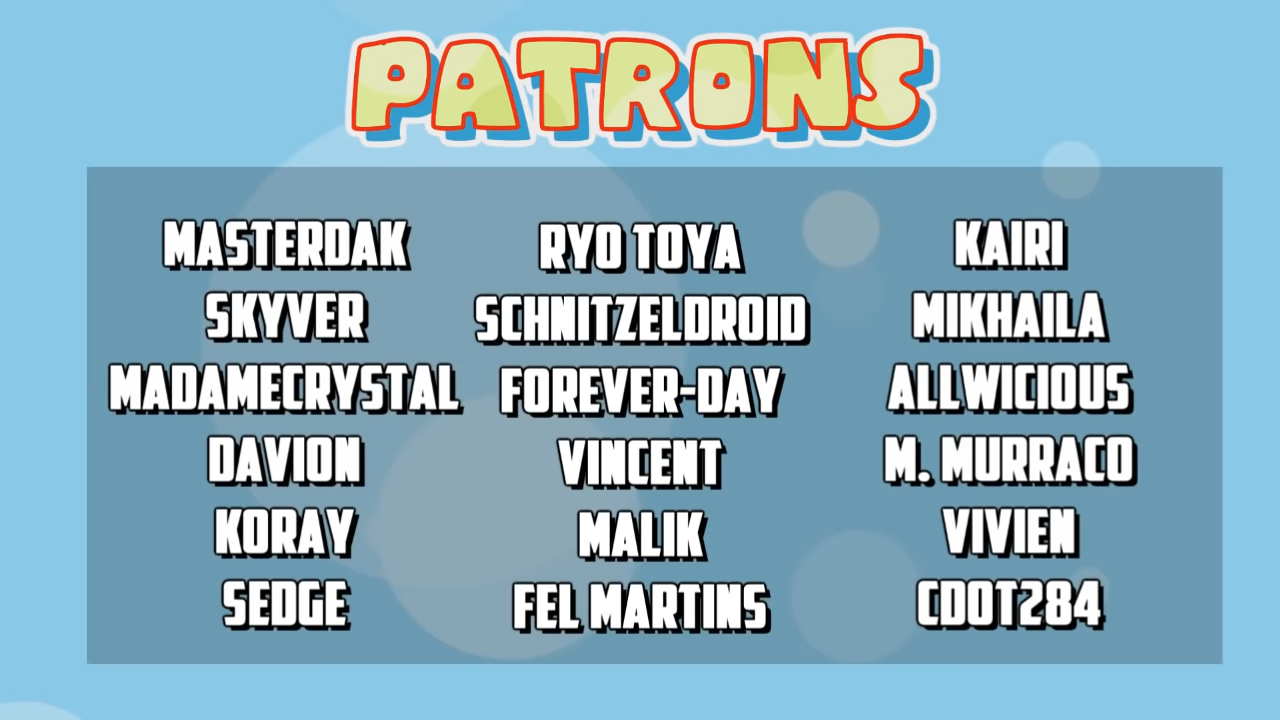 PATRONS
MASTERDAK
SKYVER
MADAMECRYSTAL
DAVION
KORAY
SEDGE
RYO TOYA
SCHNITZELDROID
FOREVER-DAY
VINCENT
MALIK
FEL MARTINS
KAIRI
MIKHAILA
ALLWICIOUS
M. MURRACO
VIVIEN
CDOT284